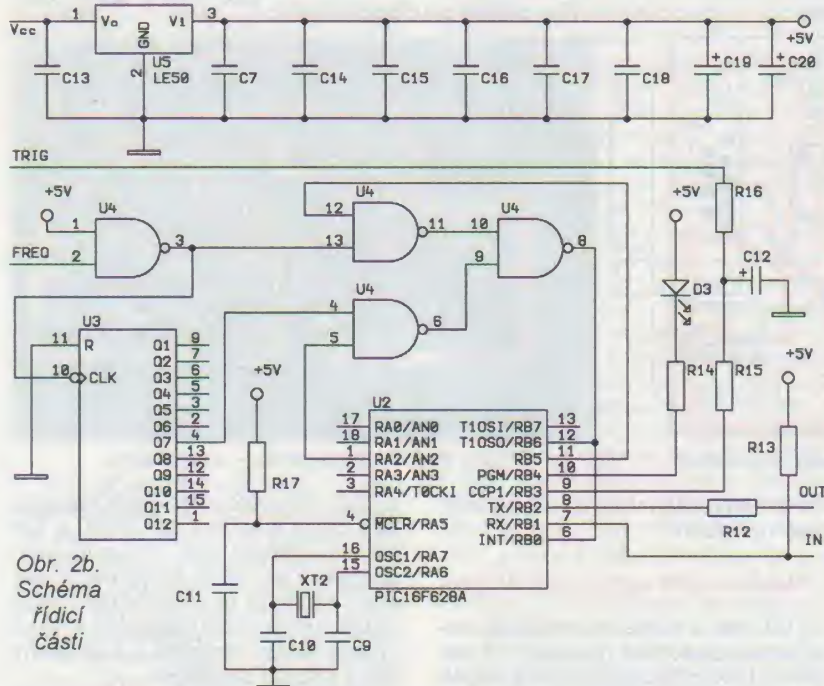 Vcc
1
Vo
GND
V1
3
2
U5
LE50
C13
C7
C14
C15
C16
C17
C18
+
C19
+
C20
+5V
TRIG
+5V
1
FREQ
2
U4
3
12
13
U4
11
10
9
U4
8
4
5
U4
6
+5V
D3
R16
C12
+
R14
R15
+5V
R13
U3
11
R
10
CLK
Q1
9
Q2
7
Q3
6
Q4
5
Q5
3
Q6
2
Q7
4
Q8
13
Q9
12
Q10
14
Q11
15
Q12
1
+5V
R17
U2
17
RA0/AN0
18
RA1/AN1
1
RA2/AN2
2
RA3/AN3
3
RA4/T0CKI
4
MCLR/RA5
16
OSC1/RA7
15
OSC2/RA6
T1OSI/RB7
13
T1OSO/RB6
12
RB5
11
PGM/RB4
10
CCP1/RB3
9
TX/RB2
8
RX/RB1
7
INT/RB0
6
PIC16F628A
R12
OUT
IN
C11
XT2
C10
C9
Obr. 2b.
Schéma
řídicí
části